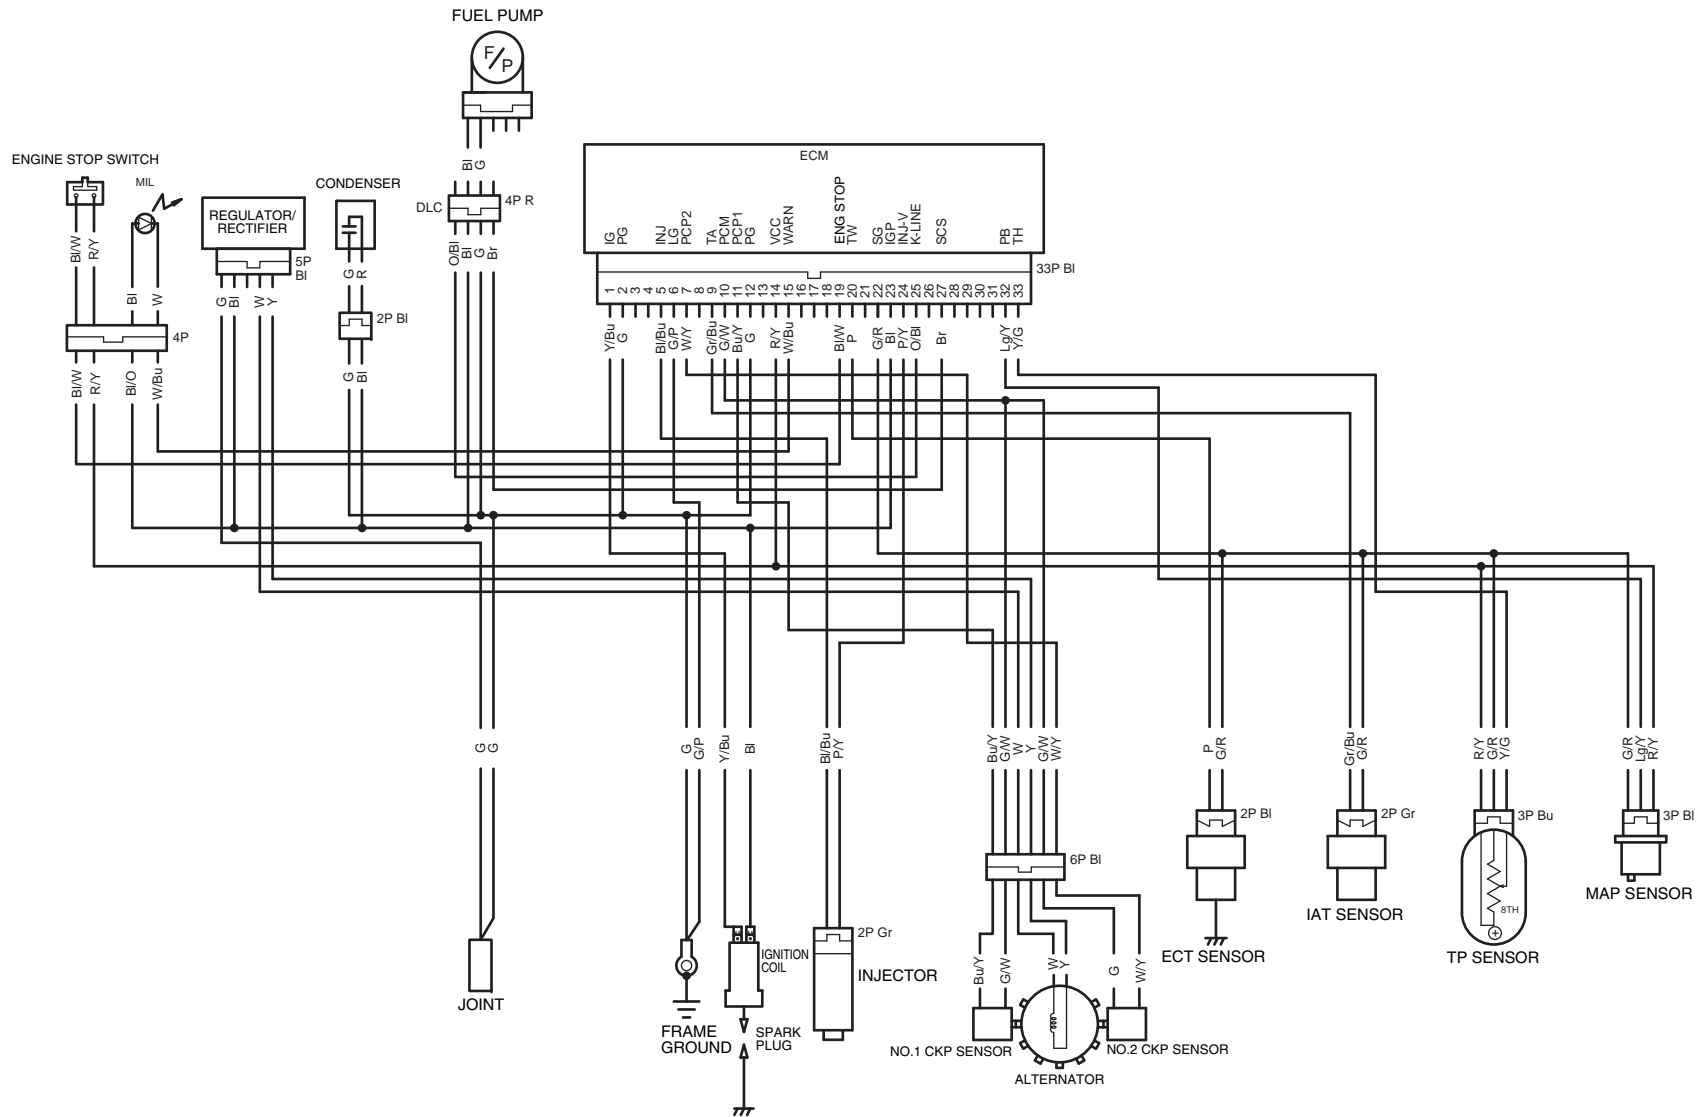 FUEL PUMP
F/P
ENGINE STOP SWITCH
MIL
REGULATOR/
RECTIFIER
5P
Bl
CONDENSER
DLC
4P R
ECM
IG
PG
INJ
LG
PCP2
TA
PCM
PCP1
PG
VCC
WARN
ENG STOP
TW
SG
IGP
INJ-V
K-LINE
SCS
PB
TH
33P Bl
1 2 3 4 5 6 7 8 9 10 11 12 13 14 15 16 17 18 19 20 21 22 23 24 25 26 27 28 29 30 31 32 33
Bl
G
Bl/W
R/Y
Bl
W
G
Bl
W
Y
G
R
O/Bl
Bl
G
Br
4P
2P Bl
Y/Bu
G
Bl/Bu
G/P
W/Y
Gr/Bu
G/W
Bu/Y
G
R/Y
W/Bu
Bl/W
P
G/R
Bl
P/Y
O/Bl
Br
Lg/Y
Y/G
Bl/W
R/Y
Bl/O
W/Bu
G
Bl
G
G
G
G/P
Y/Bu
Bl
Bl/Bu
P/Y
Bu/Y
G/W
W
Y
G/W
W/Y
P
G/R
Gr/Bu
G/R
R/Y
G/R
Y/G
G/R
Lg/Y
R/Y
2P Bl
2P Gr
3P Bu
3P Bl
6P Bl
8TH
MAP SENSOR
IAT SENSOR
ECT SENSOR
TP SENSOR
2P Gr
INJECTOR
IGNITION
COIL
Bu/Y
G/W
W
Y
G
W/Y
JOINT
FRAME
GROUND
SPARK
PLUG
NO.1 CKP SENSOR
NO.2 CKP SENSOR
ALTERNATOR